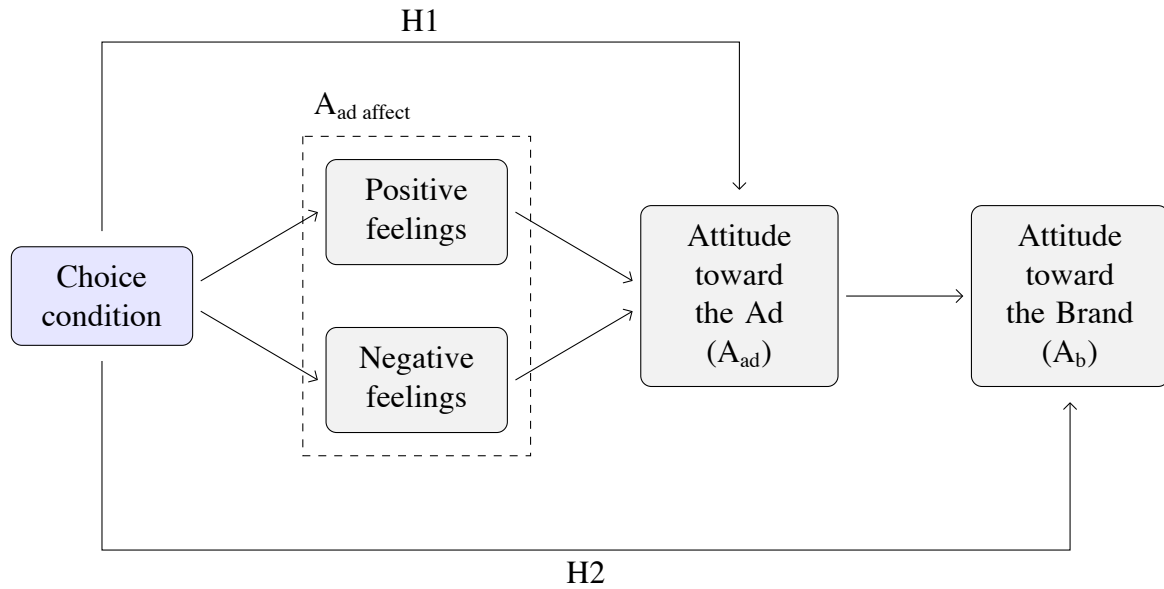 H1
A_ad affect
Positive
feelings
Choice
condition
Negative
feelings
Attitude
toward
the Ad
(A_ad)
Attitude
toward
the Brand
(A_b)
H2